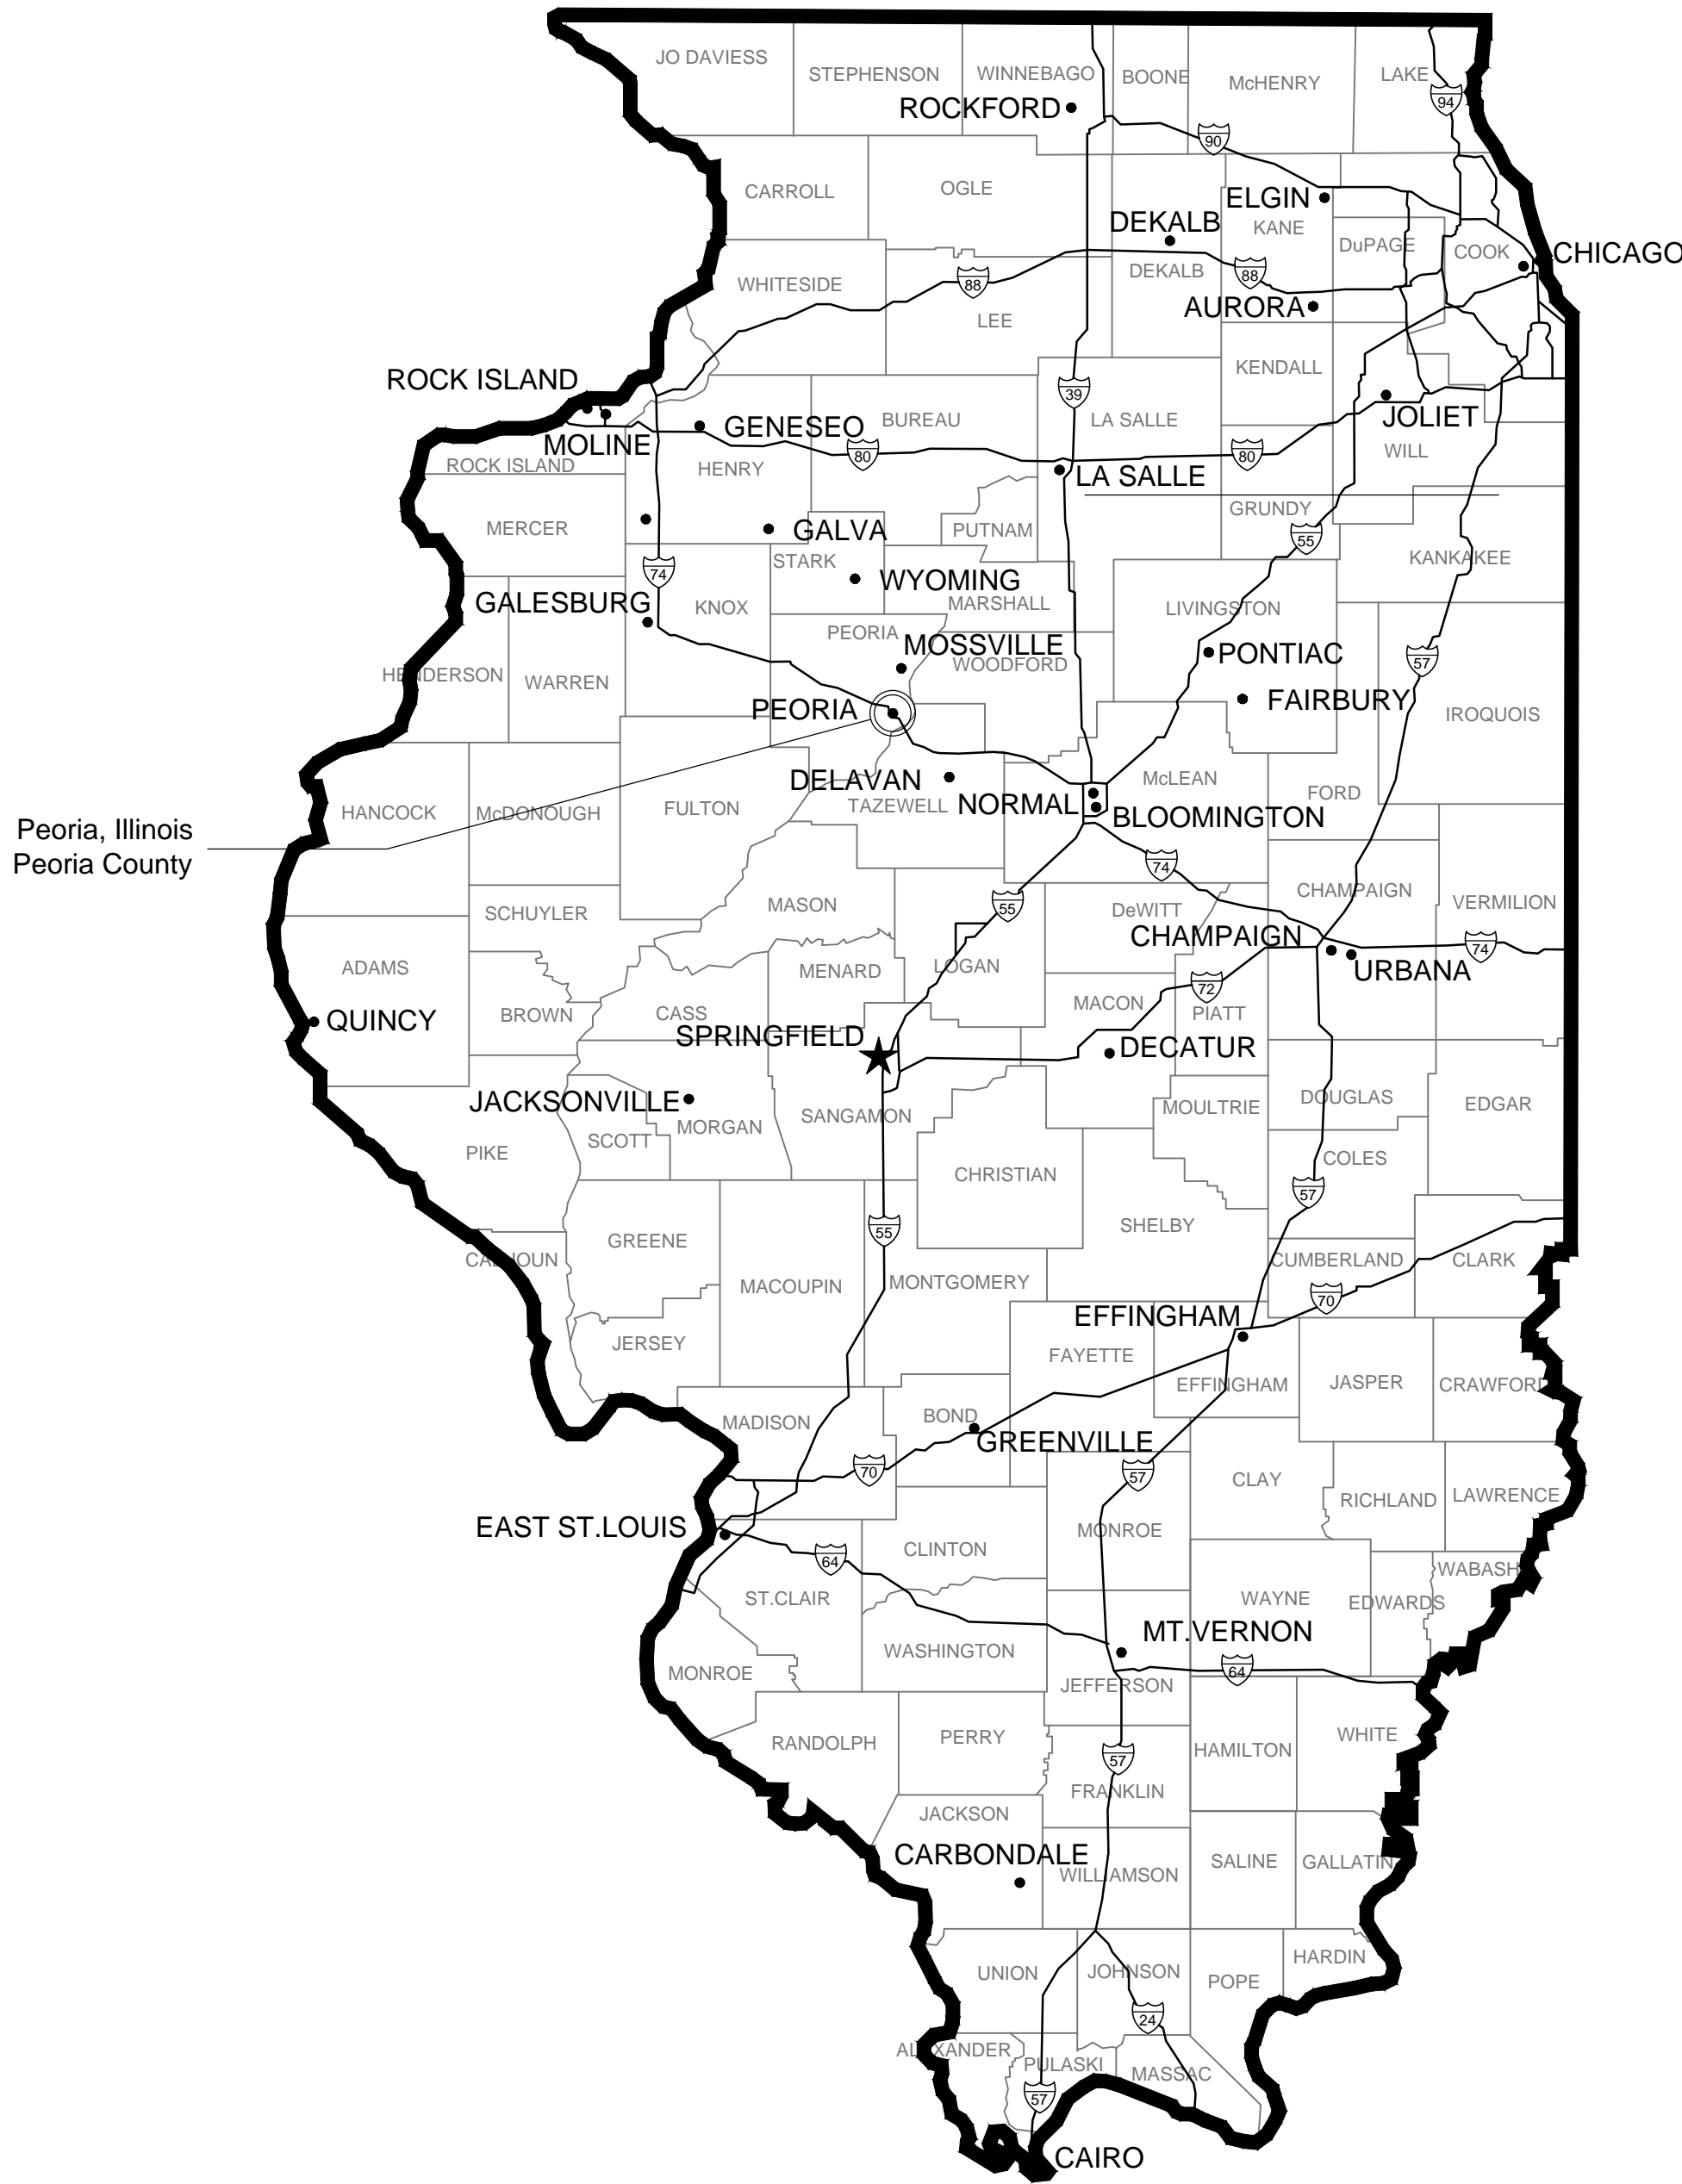 JO DAVIESS
STEPHENSON
WINNEBAGO
BOONE
McHENRY
LAKE
94
ROCKFORD
90
CARROLL
OGLE
ELGIN
DEKALB
KANE
DuPAGE
COOK
CHICAGO
DEKALB
88
88
WHITESIDE
AURORA
LEE
KENDALL
ROCK ISLAND
39
GENESEO
BUREAU
LA SALLE
JOLIET
MOLINE
80
80
WILL
ROCK ISLAND
HENRY
LA SALLE
GRUNDY
MERCER
GALVA
PUTNAM
55
KANKAKEE
STARK
74
WYOMING
GALESBURG
KNOX
MARSHALL
LIVINGSTON
PEORIA
MOSSVILLE
WOODFORD
PONTIAC
57
HENDERSON
WARREN
FAIRBURY
PEORIA
IROQUOIS
DELAVAN
McLEAN
FORD
HANCOCK
McDONOUGH
FULTON
TAZEWELL
NORMAL
BLOOMINGTON
Peoria, Illinois
Peoria County
74
CHAMPAIGN
VERMILION
SCHUYLER
MASON
55
DeWITT
CHAMPAIGN
74
ADAMS
MENARD
LOGAN
URBANA
72
QUINCY
BROWN
CASS
MACON
PIATT
SPRINGFIELD
DECATUR
JACKSONVILLE
MORGAN
SANGAMON
MOULTRIE
DOUGLAS
EDGAR
SCOTT
PIKE
CHRISTIAN
COLES
57
SHELBY
55
GREENE
CALHOUN
MACOUPIN
MONTGOMERY
CUMBERLAND
CLARK
70
EFFINGHAM
JERSEY
FAYETTE
EFFINGHAM
JASPER
CRAWFORD
MADISON
BOND
GREENVILLE
70
57
CLAY
RICHLAND
LAWRENCE
EAST ST.LOUIS
MONROE
CLINTON
64
WABASH
ST.CLAIR
WAYNE
EDWARDS
MT.VERNON
WASHINGTON
MONROE
64
JEFFERSON
RANDOLPH
PERRY
HAMILTON
WHITE
57
FRANKLIN
JACKSON
CARBONDALE
WILLIAMSON
SALINE
GALLATIN
UNION
JOHNSON
POPE
HARDIN
24
ALEXANDER
PULASKI
MASSAC
57
CAIRO